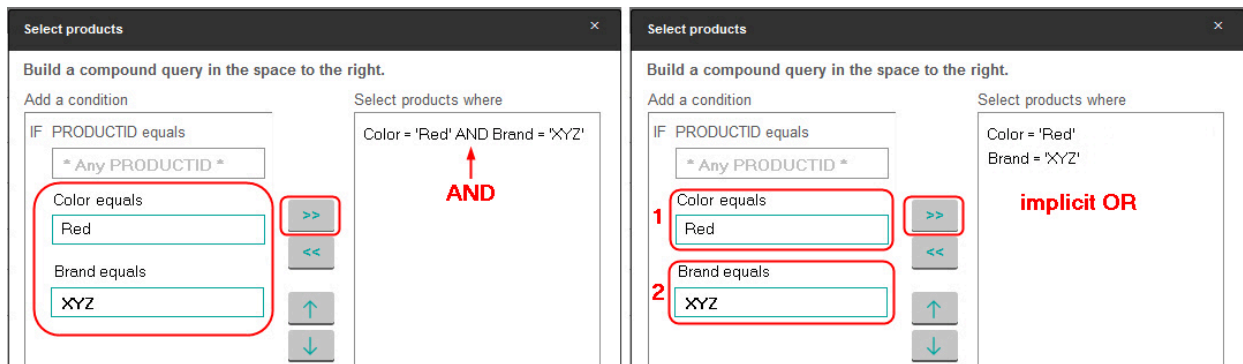 Select products ×
Build a compound query in the space to the right.
Add a condition
IF PRODUCTID equals
* Any PRODUCTID *
Color equals
Red
Brand equals
XYZ
>>
<<
↑
↓
Select products where
Color = 'Red' AND Brand = 'XYZ'
AND
Select products ×
Build a compound query in the space to the right.
Add a condition
IF PRODUCTID equals
* Any PRODUCTID *
1
Color equals
Red
2
Brand equals
XYZ
>>
<<
↑
↓
Select products where
Color = 'Red'
Brand = 'XYZ'
implicit OR